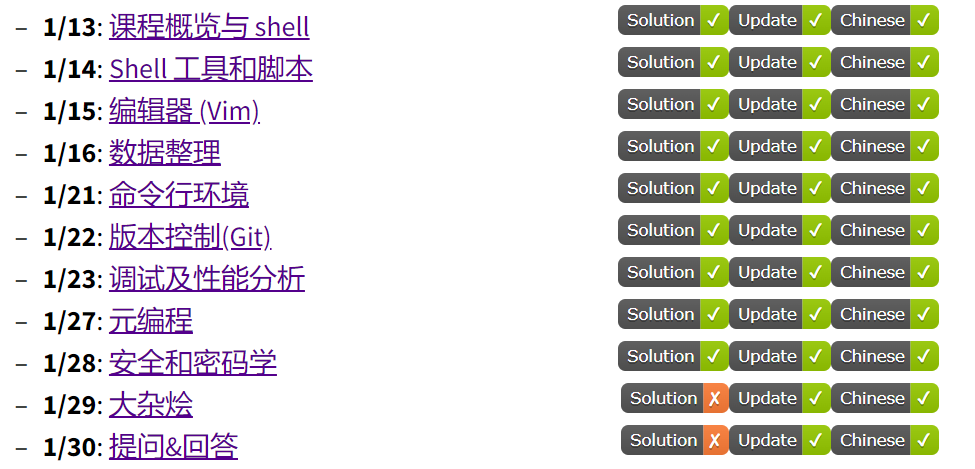 – 1/13: 课程概览与 shell Solution ✓ Update ✓ Chinese ✓
– 1/14: Shell 工具和脚本 Solution ✓ Update ✓ Chinese ✓
– 1/15: 编辑器 (Vim) Solution ✓ Update ✓ Chinese ✓
– 1/16: 数据整理 Solution ✓ Update ✓ Chinese ✓
– 1/21: 命令行环境 Solution ✓ Update ✓ Chinese ✓
– 1/22: 版本控制(Git) Solution ✓ Update ✓ Chinese ✓
– 1/23: 调试及性能分析 Solution ✓ Update ✓ Chinese ✓
– 1/27: 元编程 Solution ✓ Update ✓ Chinese ✓
– 1/28: 安全和密码学 Solution ✓ Update ✓ Chinese ✓
– 1/29: 大杂烩 Solution ✗ Update ✓ Chinese ✓
– 1/30: 提问&回答 Solution ✗ Update ✓ Chinese ✓